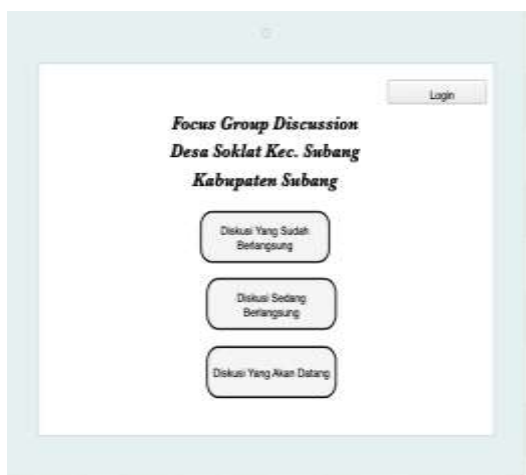 Login
Focus Group Discussion
Desa Soklat Kec. Subang
Kabupaten Subang
Diskusi Yang Sudah
Berlangsung
Diskusi Sedang
Berlangsung
Diskusi Yang Akan Datang